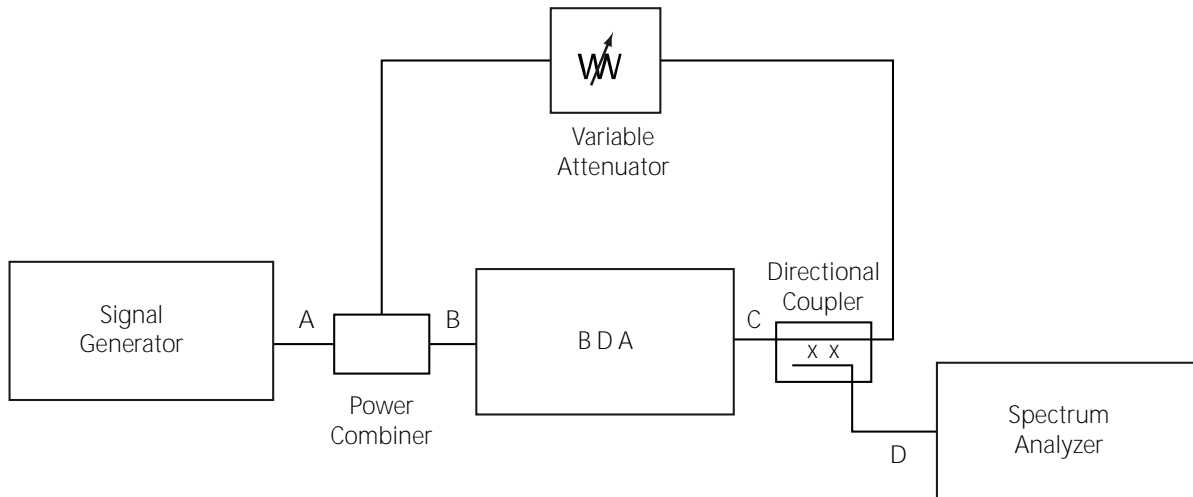 Variable
Attenuator
Signal
Generator
A
Power
Combiner
B
B D A
C
Directional
Coupler
X X
D
Spectrum
Analyzer